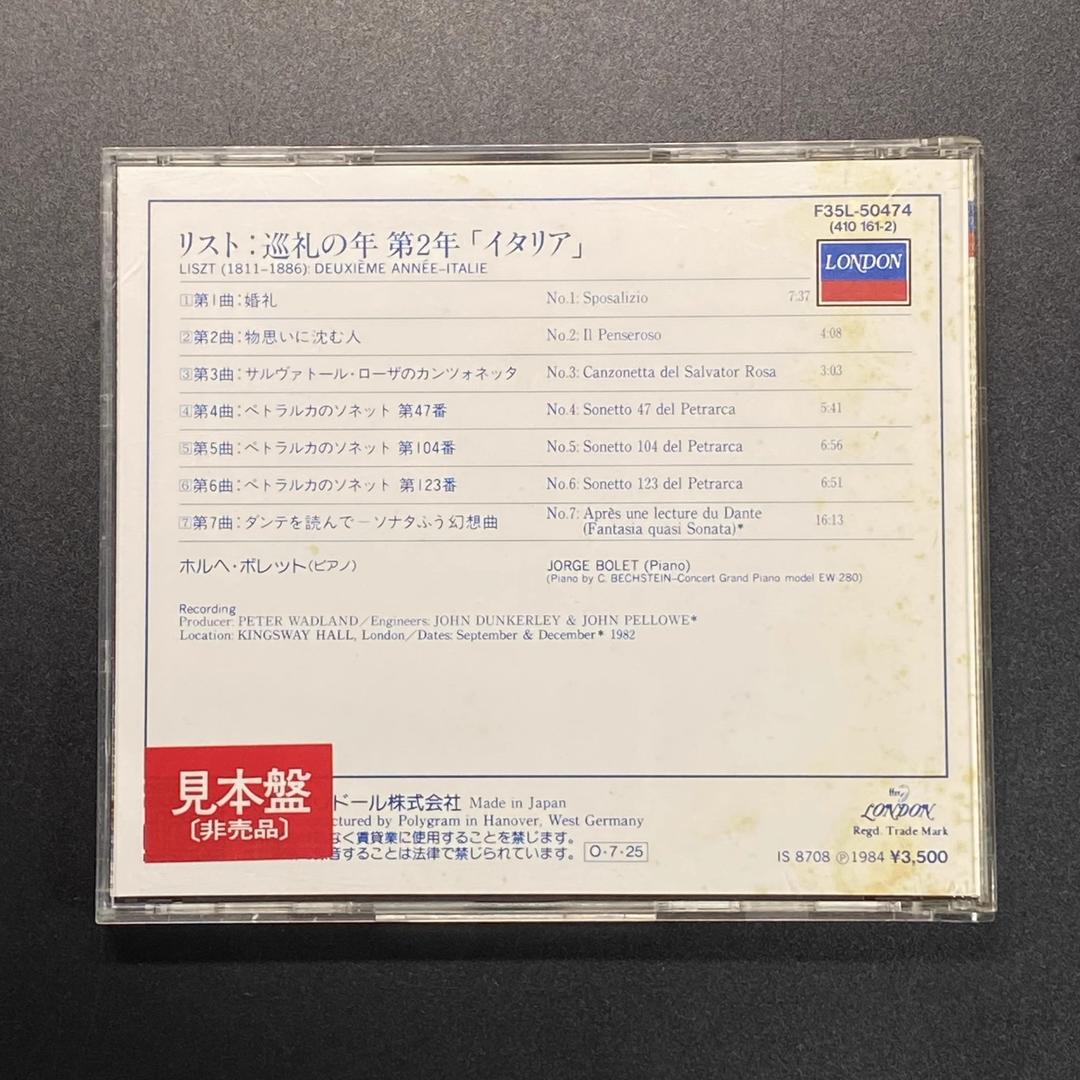 F35L-50474
(410 161-2)
LONDON
リスト:巡礼の年 第2年「イタリア」
LISZT (1811–1886): DEUXIÈME ANNÉE–ITALIE
1 第1曲:婚礼 No.1: Sposalizio 7:37
2 第2曲:物思いに沈む人 No.2: Il Penseroso 4:08
3 第3曲:サルヴァトール・ローザのカンツォネッタ No.3: Canzonetta del Salvator Rosa 3:03
4 第4曲:ペトラルカのソネット 第47番 No.4: Sonetto 47 del Petrarca 5:41
5 第5曲:ペトラルカのソネット 第104番 No.5: Sonetto 104 del Petrarca 6:56
6 第6曲:ペトラルカのソネット 第123番 No.6: Sonetto 123 del Petrarca 6:51
7 第7曲:ダンテを読んで－ソナタふう幻想曲 No.7: Après une lecture du Dante 16:13
(Fantasia quasi Sonata)*
ホルヘ・ボレット(ピアノ) JORGE BOLET (Piano)
(Piano by C. BECHSTEIN–Concert Grand Piano model EW 280)
Recording
Producer: PETER WADLAND／Engineers: JOHN DUNKERLEY & JOHN PELLOWE*
Location: KINGSWAY HALL, London／Dates: September & December* 1982
見本盤
〔非売品〕
ドール株式会社 Made in Japan
ctured by Polygram in Hanover, West Germany
なく賃貸業に使用することを禁じます。
音することは法律で禁じられています。 O・7・25
ffrr
LONDON
Regd. Trade Mark
IS 8708 Ⓟ1984 ¥3,500